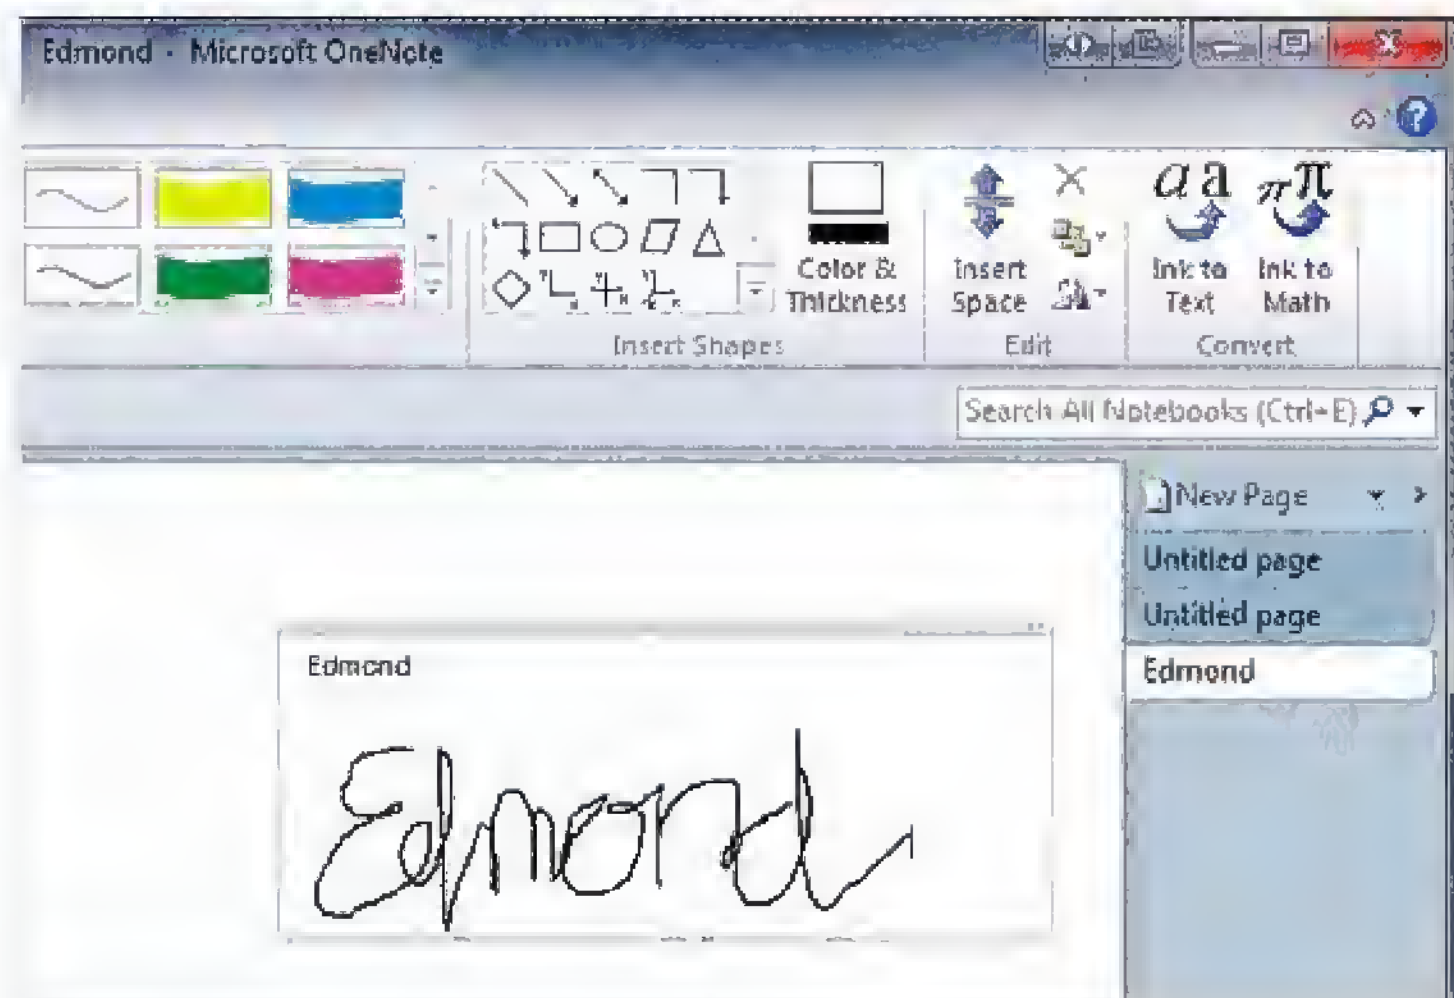 Edmond - Microsoft OneNote
Color & Thickness
Insert Space
Ink to Text
Ink to Math
Insert Shapes
Edit
Convert
Search All Notebooks (Ctrl+E)
New Page
Untitled page
Untitled page
Edmond
Edmond
Edmond